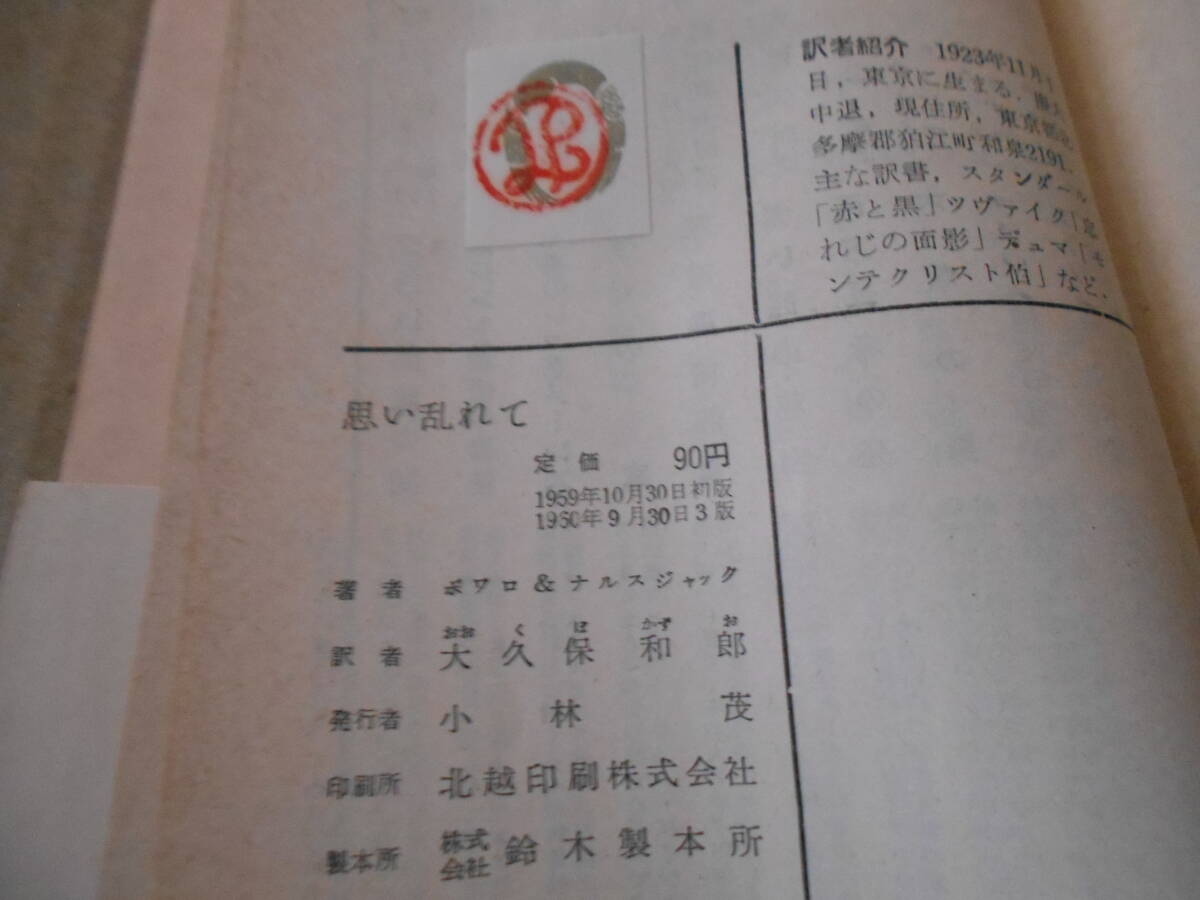 訳者紹介 1923年11月
日，東京に生まる．
中退，現住所，東京
多摩郡狛江町和泉2191．
主な訳書，スタンダール
「赤と黒」ツヴァイク
れじの面影」デュマ「モ
ンテクリスト伯」など．
思い乱れて
定価 90円
1959年10月30日初版
1960年9月30日3版
著者 ボワロ&ナルスジャック
おお く ぼ かず お
訳者 大久保和郎
発行者 小林茂
印刷所 北越印刷株式会社
製本所 株式会社 鈴木製本所